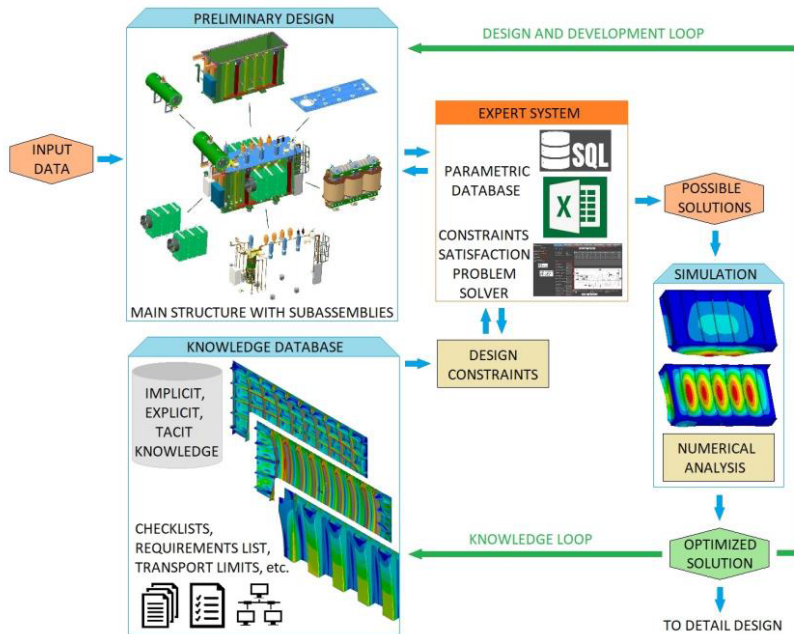 PRELIMINARY DESIGN
DESIGN AND DEVELOPMENT LOOP
INPUT
DATA
MAIN STRUCTURE WITH SUBASSEMBLIES
EXPERT SYSTEM
SQL
PARAMETRIC
DATABASE
X
CONSTRAINTS
SATISFACTION
PROBLEM
SOLVER
POSSIBLE
SOLUTIONS
SIMULATION
NUMERICAL
ANALYSIS
KNOWLEDGE DATABASE
IMPLICIT,
EXPLICIT,
TACIT
KNOWLEDGE
CHECKLISTS,
REQUIREMENTS LIST,
TRANSPORT LIMITS, etc.
DESIGN
CONSTRAINTS
KNOWLEDGE LOOP
OPTIMIZED
SOLUTION
TO DETAIL DESIGN